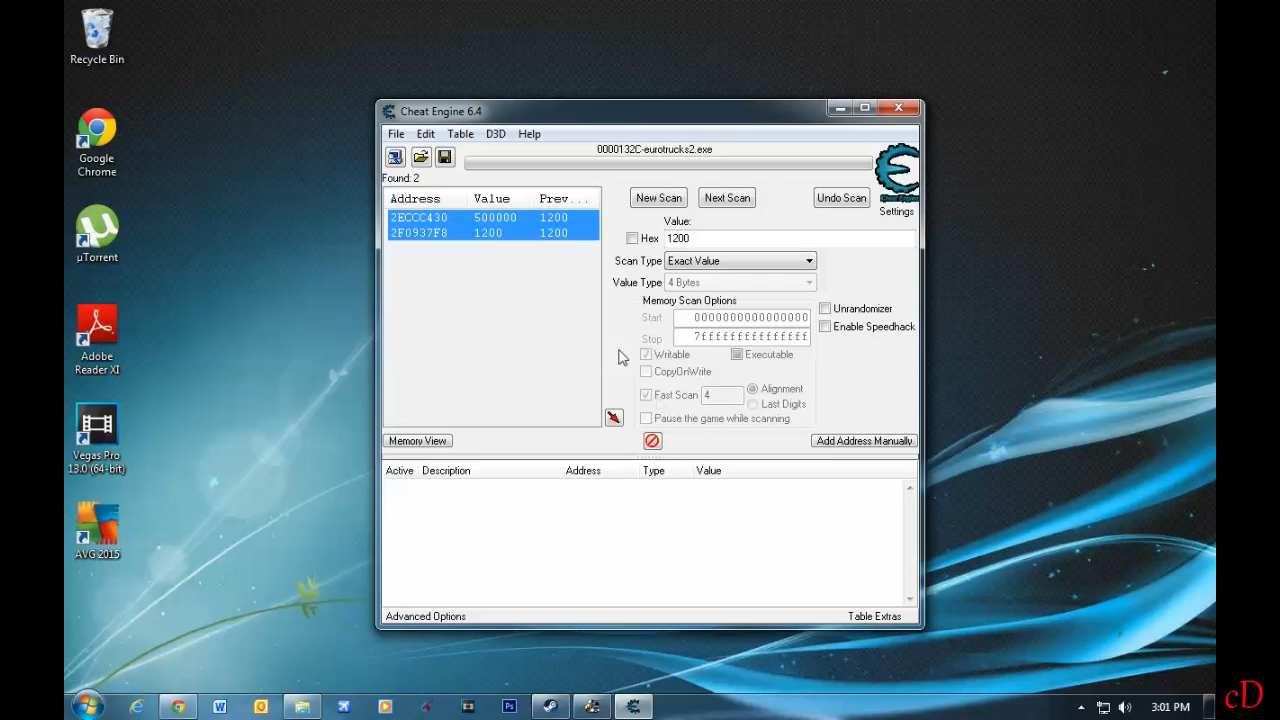 Recycle Bin
Google
Chrome
µTorrent
Adobe
Reader XI
Vegas Pro
13.0 (64-bit)
AVG 2015
Cheat Engine 6.4
File Edit Table D3D Help
0000132C-eurotrucks2.exe
Found: 2
Address Value Prev...
2ECCC430 500000 1200
2F0937F8 1200 1200
New Scan Next Scan Undo Scan
Settings
Value:
Hex 1200
Scan Type Exact Value
Value Type 4 Bytes
Memory Scan Options
Start 0000000000000000
Stop 7fffffffffffffff
Writable Executable
CopyOnWrite
Fast Scan 4 Alignment
Last Digits
Pause the game while scanning
Unrandomizer
Enable Speedhack
Memory View Add Address Manually
Active Description Address Type Value
Advanced Options Table Extras
3:01 PM
cD